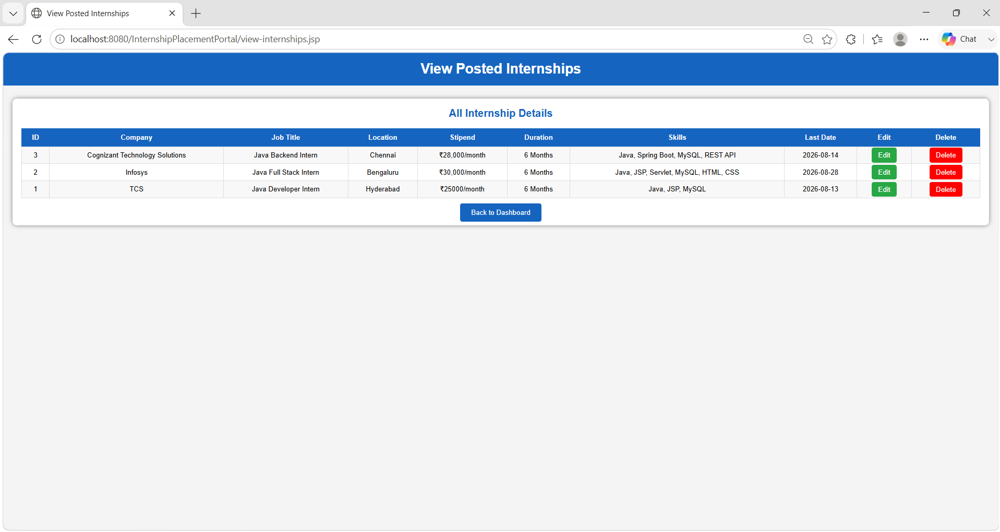 View Posted Internships
localhost:8080/InternshipPlacementPortal/view-internships.jsp
Chat
View Posted Internships
All Internship Details
ID Company Job Title Location Stipend Duration Skills Last Date Edit Delete
3 Cognizant Technology Solutions Java Backend Intern Chennai ₹28,000/month 6 Months Java, Spring Boot, MySQL, REST API 2026-08-14 Edit Delete
2 Infosys Java Full Stack Intern Bengaluru ₹30,000/month 6 Months Java, JSP, Servlet, MySQL, HTML, CSS 2026-08-28 Edit Delete
1 TCS Java Developer Intern Hyderabad ₹25000/month 6 Months Java, JSP, MySQL 2026-08-13 Edit Delete
Back to Dashboard